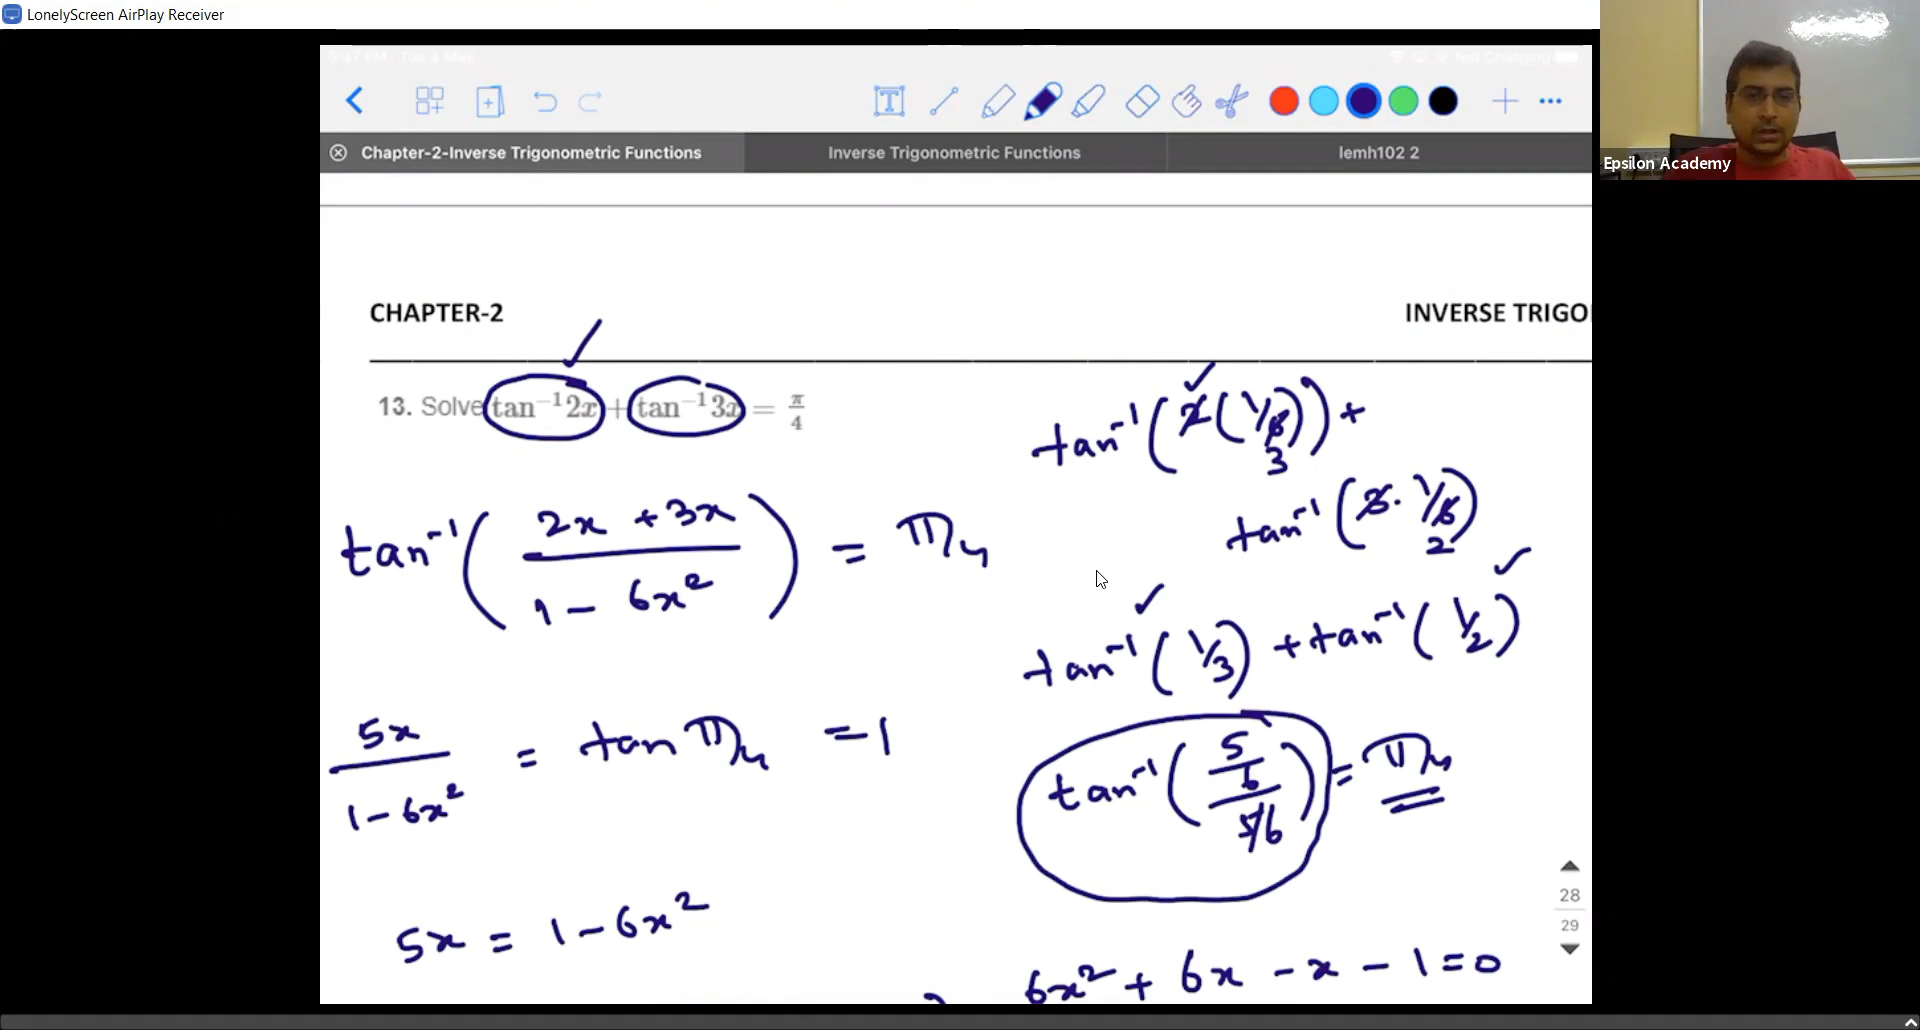 LonelyScreen AirPlay Receiver
Chapter-2-Inverse Trigonometric Functions
Inverse Trigonometric Functions
lemh102 2
Epsilon Academy
CHAPTER-2
INVERSE TRIGO
13. Solve tan⁻¹2x + tan⁻¹3x = π/4
tan⁻¹( (2x + 3x) / (1 - 6x²) ) = π/4
5x / (1 - 6x²) = tan π/4 = 1
5x = 1 - 6x²
tan⁻¹(2(1/6)) +
3
tan⁻¹(3 · 1/6)
2
tan⁻¹(1/3) + tan⁻¹(1/2)
tan⁻¹( (5/6) / (5/6) ) = π/4
6x² + 6x - x - 1 = 0
28
29